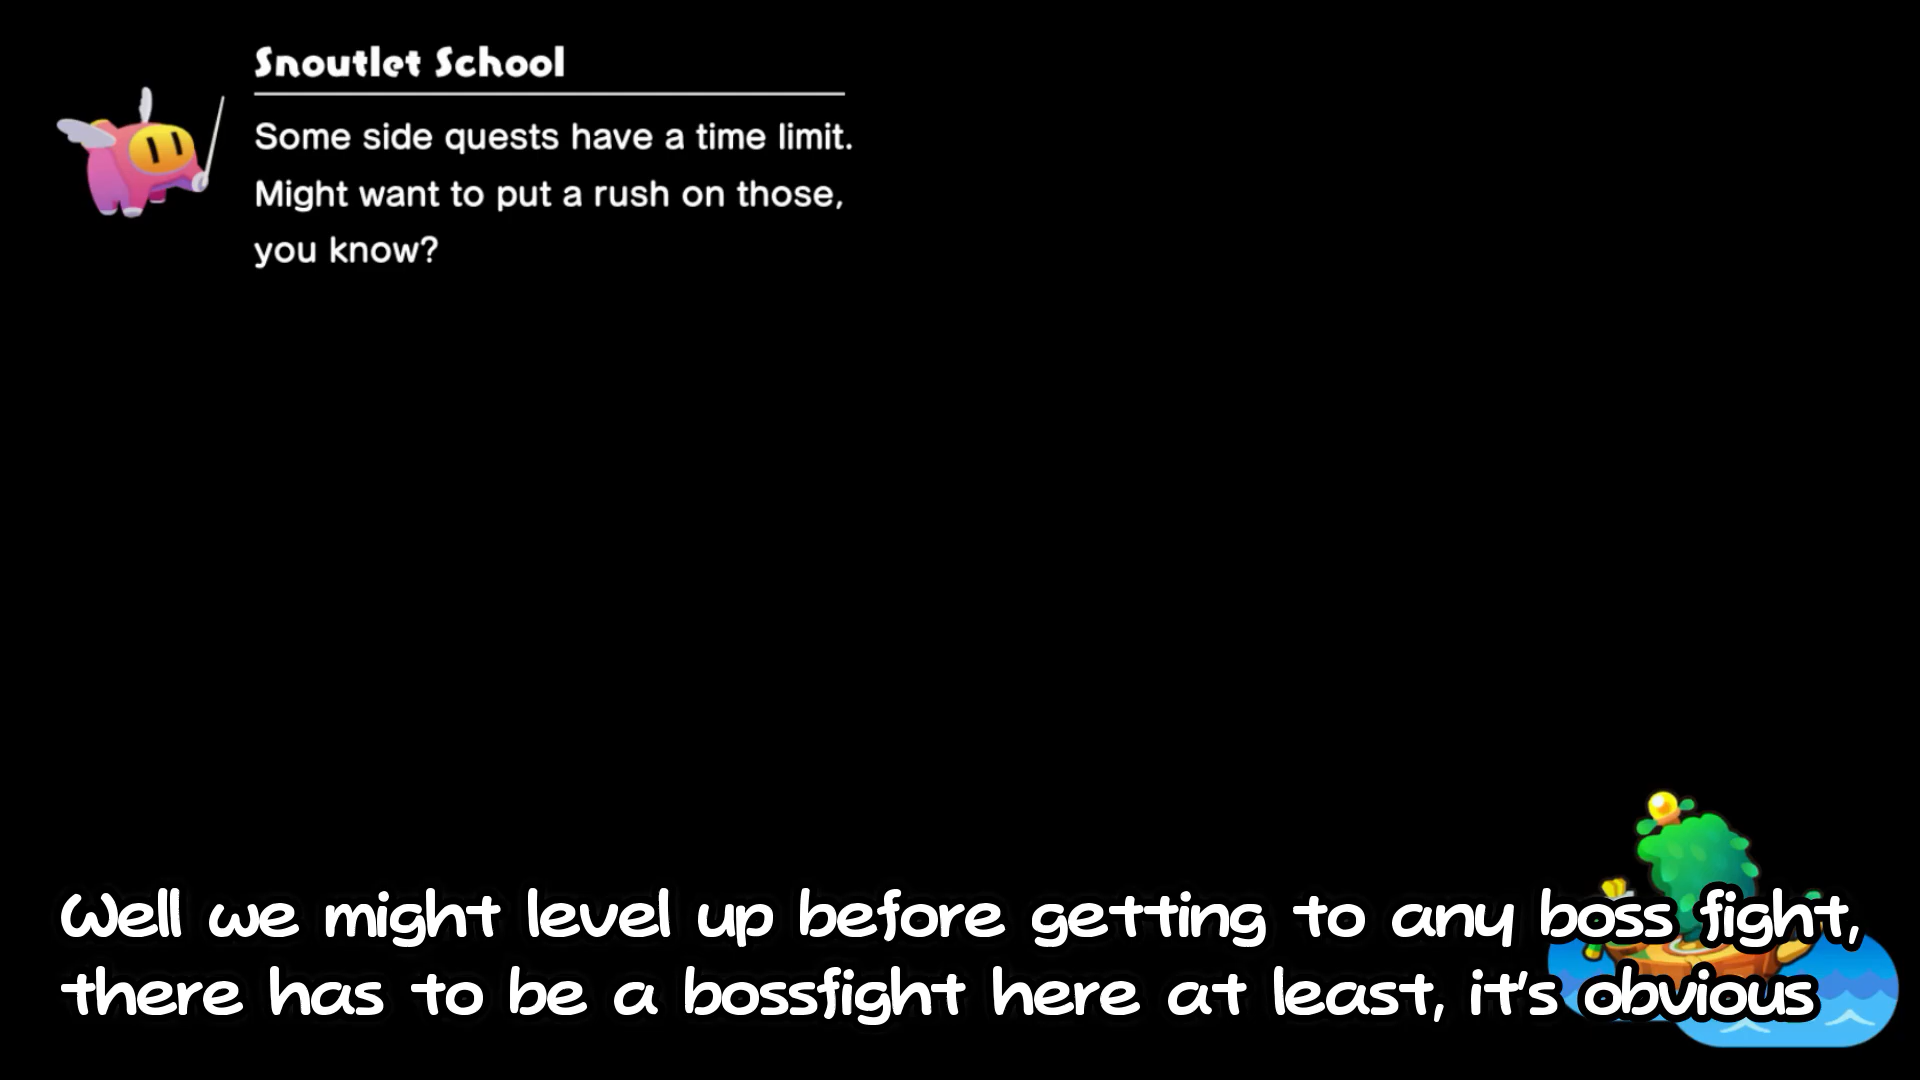 Snoutlet School
Some side quests have a time limit.
Might want to put a rush on those,
you know?
Well we might level up before getting to any boss fight,
there has to be a bossfight here at least, it's obvious